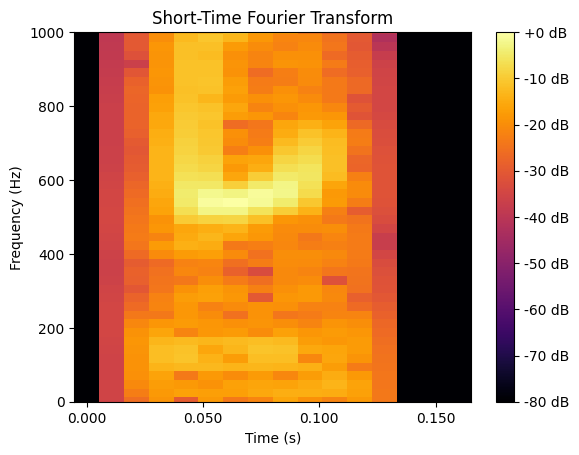 Short-Time Fourier Transform
Frequency (Hz)
1000
800
600
400
200
0
0.000
0.050
0.100
0.150
Time (s)
+0 dB
-10 dB
-20 dB
-30 dB
-40 dB
-50 dB
-60 dB
-70 dB
-80 dB